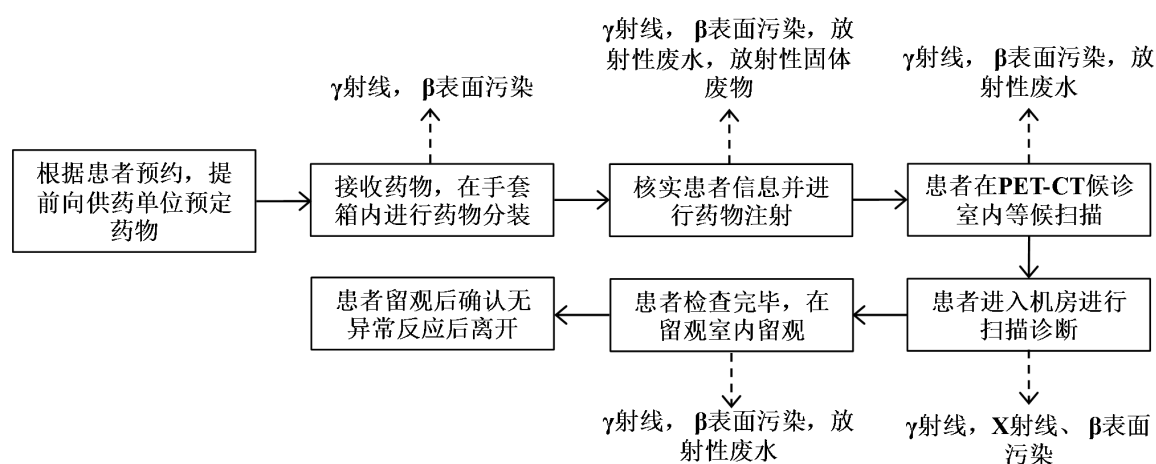 γ射线，β表面污染
γ射线，β表面污染，放
射性废水，放射性固体
废物
γ射线，β表面污染，放
射性废水
根据患者预约，提
前向供药单位预定
药物
接收药物，在手套
箱内进行药物分装
核实患者信息并进
行药物注射
患者在PET-CT候诊
室内等候扫描
患者留观后确认无
异常反应后离开
患者检查完毕，在
留观室内留观
患者进入机房进行
扫描诊断
γ射线，β表面污染，放
射性废水
γ射线，X射线、β表面
污染